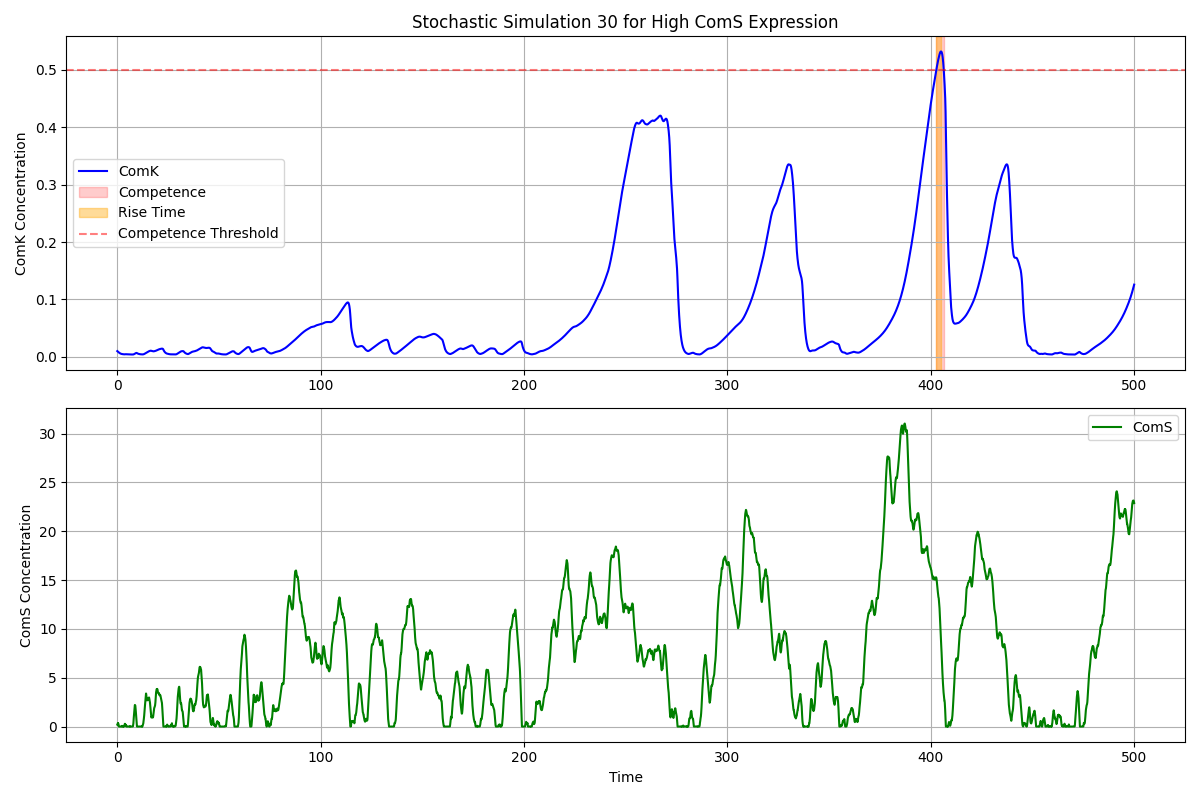 Stochastic Simulation 30 for High ComS Expression
ComK Concentration
0.5
0.4
0.3
0.2
0.1
0.0
ComK
Competence
Rise Time
Competence Threshold
0 100 200 300 400 500
ComS Concentration
30
25
20
15
10
5
0
ComS
0 100 200 300 400 500
Time